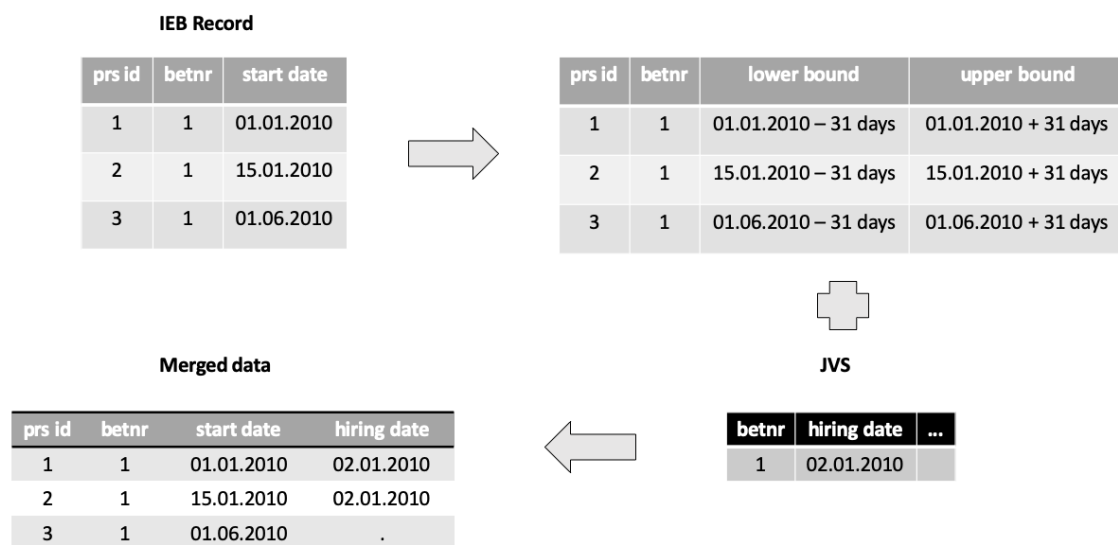 IEB Record
prs id betnr start date
1 1 01.01.2010
2 1 15.01.2010
3 1 01.06.2010
prs id betnr lower bound upper bound
1 1 01.01.2010 – 31 days 01.01.2010 + 31 days
2 1 15.01.2010 – 31 days 15.01.2010 + 31 days
3 1 01.06.2010 – 31 days 01.06.2010 + 31 days
Merged data
prs id betnr start date hiring date
1 1 01.01.2010 02.01.2010
2 1 15.01.2010 02.01.2010
3 1 01.06.2010 .
JVS
betnr hiring date ...
1 02.01.2010